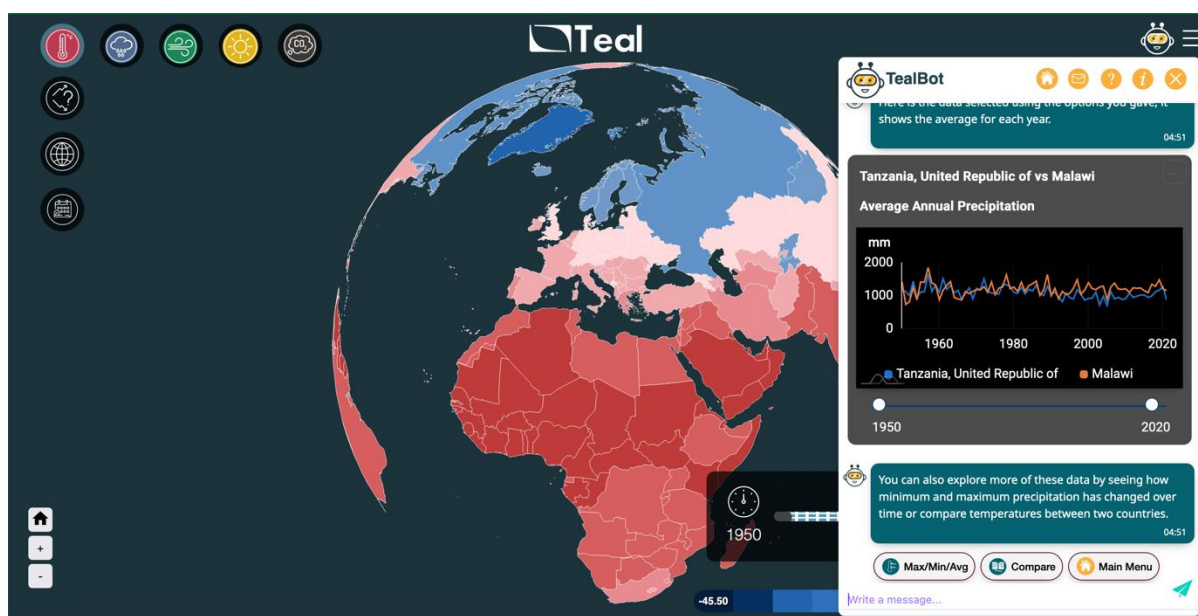 Teal
TealBot
Here is the data selected using the options you gave, it
shows the average for each year.
04:51
Tanzania, United Republic of vs Malawi
Average Annual Precipitation
mm
2000
1000
0
1960 1980 2000 2020
Tanzania, United Republic of Malawi
1950 2020
You can also explore more of these data by seeing how
minimum and maximum precipitation has changed over
time or compare temperatures between two countries.
04:51
Max/Min/Avg Compare Main Menu
Write a message...
°C
CO₂
?
? i
1950
+
-
-45.50